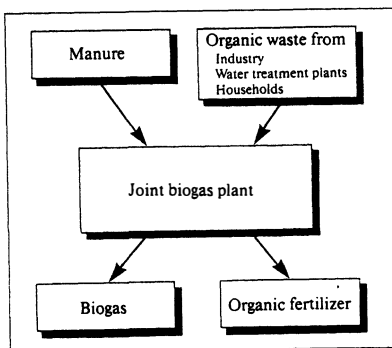 Manure
Organic waste from
Industry
Water treatment plants
Households
Joint biogas plant
Biogas
Organic fertilizer